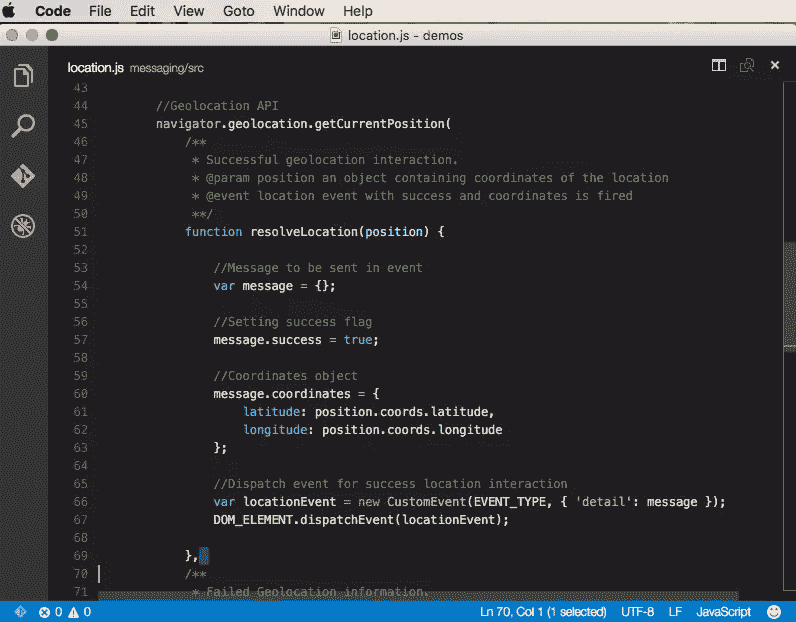 Code File Edit View Goto Window Help
location.js - demos
location.js messaging/src
43
44 //Geolocation API
45 navigator.geolocation.getCurrentPosition(
46 /**
47 * Successful geolocation interaction.
48 * @param position an object containing coordinates of the location
49 * @event location event with success and coordinates is fired
50 **/
51 function resolveLocation(position) {
52
53 //Message to be sent in event
54 var message = {};
55
56 //Setting success flag
57 message.success = true;
58
59 //Coordinates object
60 message.coordinates = {
61 latitude: position.coords.latitude,
62 longitude: position.coords.longitude
63 };
64
65 //Dispatch event for success location interaction
66 var locationEvent = new CustomEvent(EVENT_TYPE, { 'detail': message });
67 DOM_ELEMENT.dispatchEvent(locationEvent);
68
69 },
70 /**
71 * Failed Geolocation information.
0 0 Ln 70, Col 1 (1 selected) UTF-8 LF JavaScript